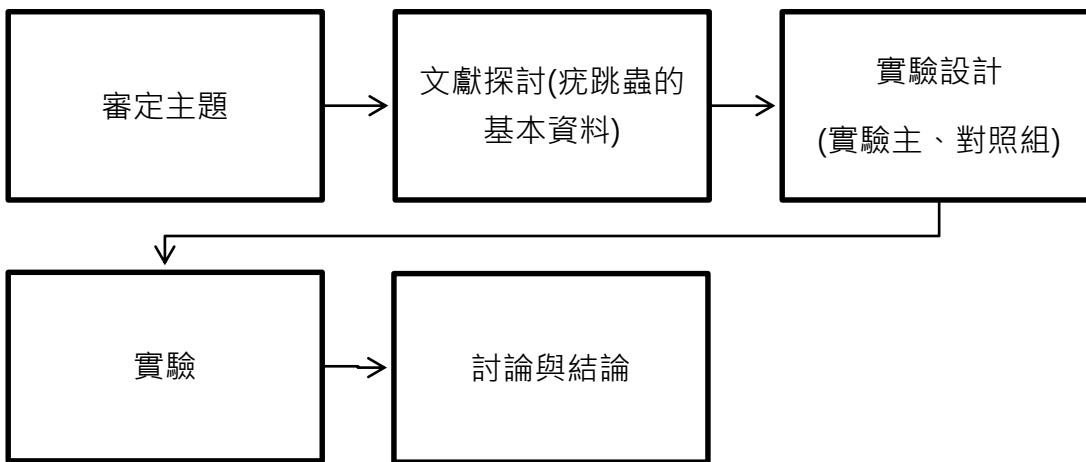 審定主題
文獻探討(疣跳蟲的
基本資料)
實驗設計
(實驗主、對照組)
實驗
討論與結論